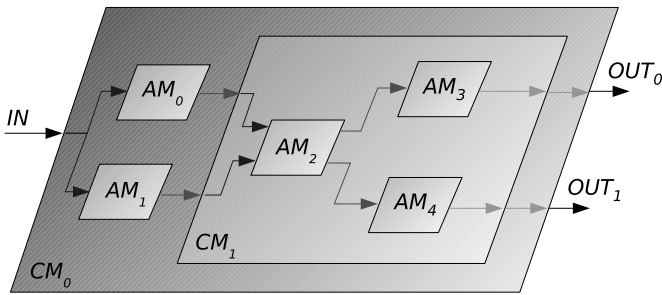 IN
AM₀
AM₁
AM₂
AM₃
AM₄
OUT₀
OUT₁
CM₀
CM₁